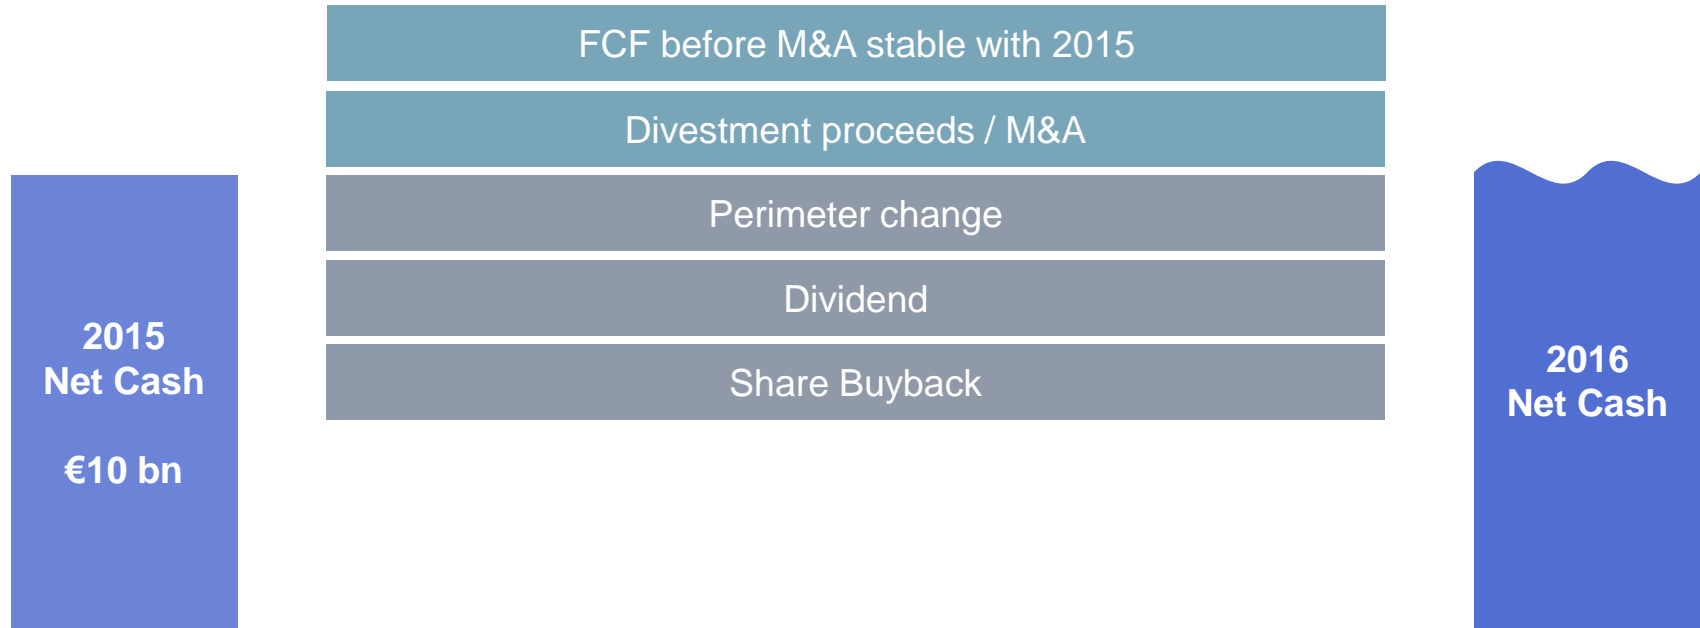 FCF before M&A stable with 2015
Divestment proceeds / M&A
Perimeter change
Dividend
Share Buyback
2015
Net Cash
€10 bn
2016
Net Cash